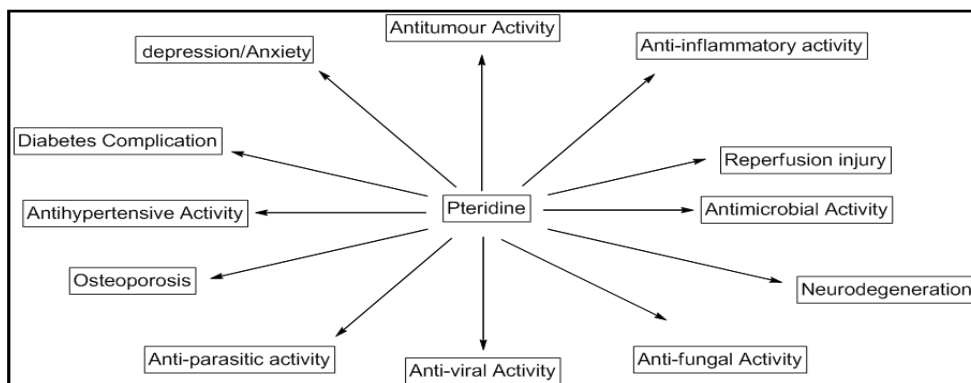 Antitumour Activity
depression/Anxiety
Anti-inflammatory activity
Diabetes Complication
Reperfusion injury
Pteridine
Antihypertensive Activity
Antimicrobial Activity
Osteoporosis
Neurodegeneration
Anti-parasitic activity
Anti-viral Activity
Anti-fungal Activity